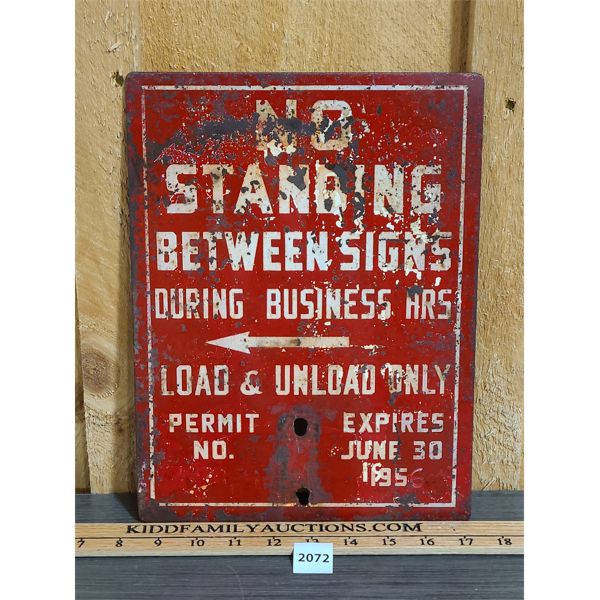 NO
STANDING
BETWEEN SIGNS
DURING BUSINESS HRS
LOAD & UNLOAD ONLY
PERMIT NO.
EXPIRES JUNE 30 1956
KIDDFAMILYAUCTIONS.COM
7 8 9 10 11 12 13 14 15 16 17 18
2072